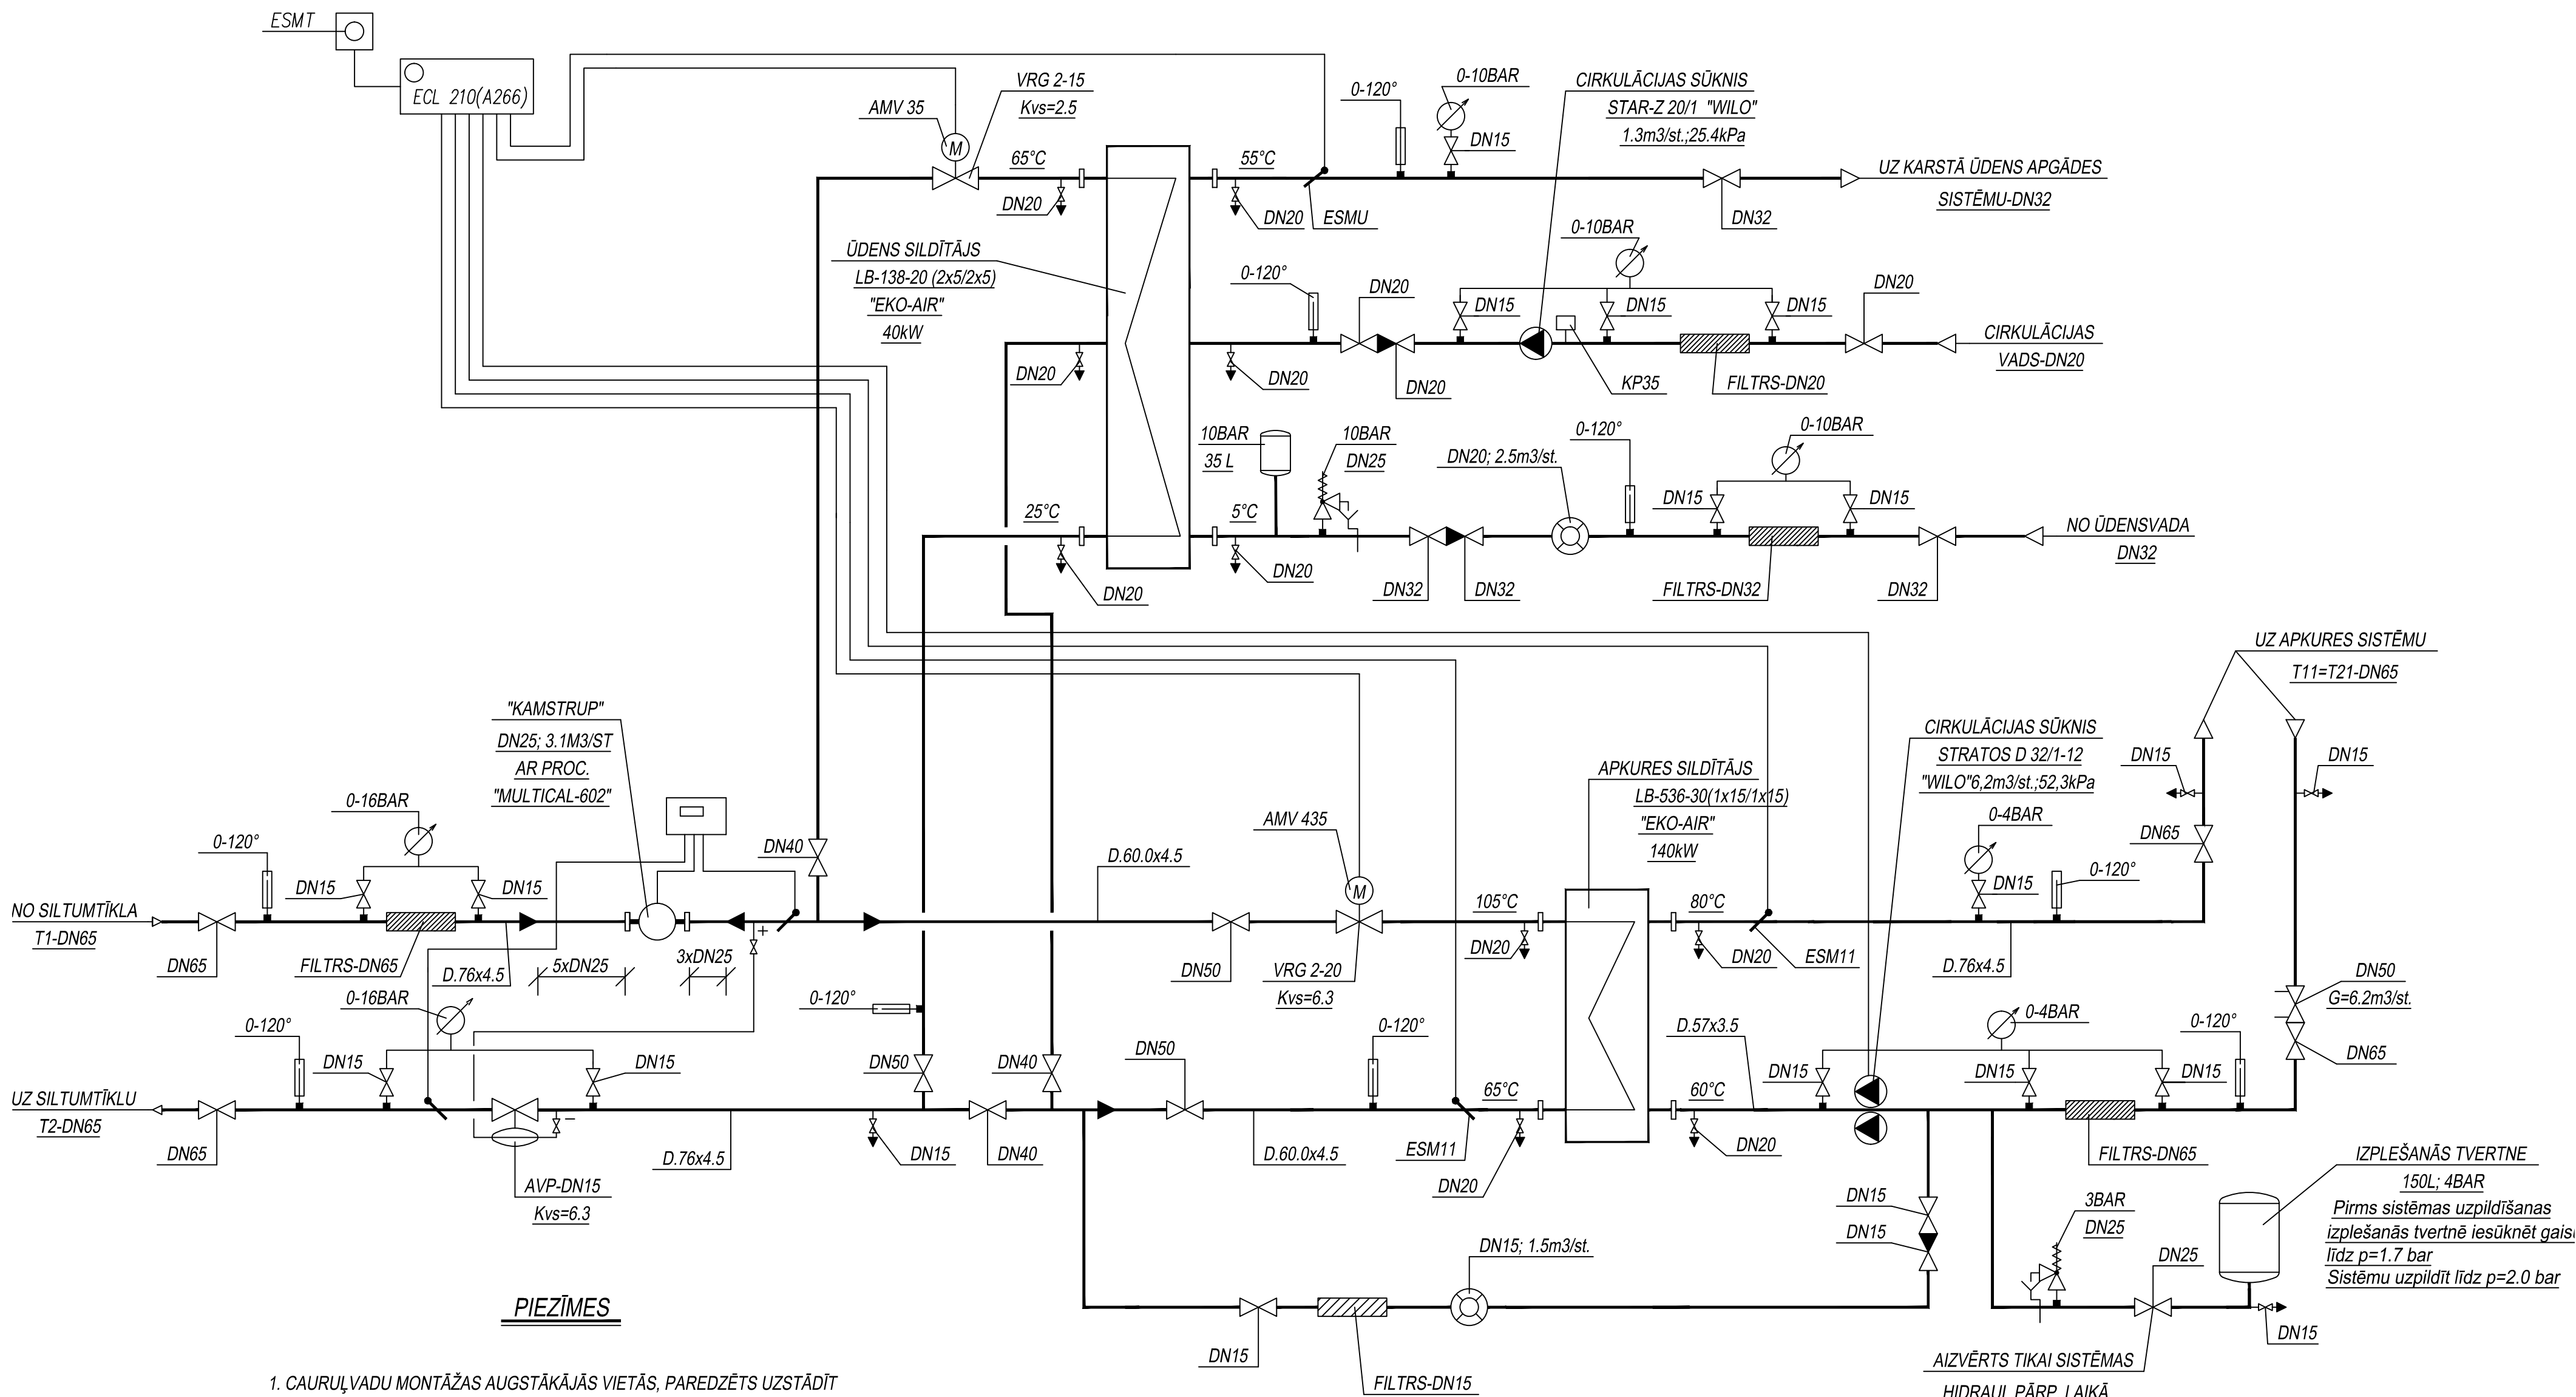 ESMT
ECL 210(A266)
AMV 35
VRG 2-15
Kvs=2.5
M
65°C
DN20
55°C
DN20
ESMU
0-120°
0-10BAR
DN15
CIRKULĀCIJAS SŪKNIS
STAR-Z 20/1 "WILO"
1.3m3/st.;25.4kPa
DN32
UZ KARSTĀ ŪDENS APGĀDES
SISTĒMU-DN32
ŪDENS SILDĪTĀJS
LB-138-20 (2x5/2x5)
"EKO-AIR"
40kW
0-10BAR
0-120°
DN20
DN15
DN15
DN15
DN20
CIRKULĀCIJAS
VADS-DN20
DN20
DN20
DN20
KP35
FILTRS-DN20
10BAR
35 L
10BAR
DN25
DN20; 2.5m3/st.
0-120°
0-10BAR
DN15
DN15
25°C
5°C
NO ŪDENSVADA
DN32
DN20
DN20
DN32
DN32
FILTRS-DN32
DN32
UZ APKURES SISTĒMU
T11=T21-DN65
"KAMSTRUP"
DN25; 3.1M3/ST
AR PROC.
"MULTICAL-602"
CIRKULĀCIJAS SŪKNIS
STRATOS D 32/1-12
"WILO"6,2m3/st.;52,3kPa
DN15
DN15
APKURES SILDĪTĀJS
LB-536-30(1x15/1x15)
"EKO-AIR"
140kW
0-16BAR
0-120°
DN15
DN15
DN40
D.60.0x4.5
AMV 435
M
0-4BAR
DN15
0-120°
DN65
NO SILTUMTĪKLA
T1-DN65
DN65
FILTRS-DN65
D.76x4.5
5xDN25
3xDN25
+
105°C
80°C
DN20
DN50
VRG 2-20
Kvs=6.3
DN20
ESM11
D.76x4.5
DN50
G=6.2m3/st.
DN65
0-16BAR
0-120°
DN15
DN15
0-120°
DN50
DN40
DN50
0-120°
D.57x3.5
0-4BAR
DN15
DN15
DN15
0-120°
UZ SILTUMTĪKLU
T2-DN65
DN65
–
AVP-DN15
Kvs=6.3
D.76x4.5
DN15
DN40
D.60.0x4.5
ESM11
65°C
DN20
60°C
DN20
FILTRS-DN65
IZPLEŠANĀS TVERTNE
150L; 4BAR
Pirms sistēmas uzpildīšanas
izplešanās tvertnē iesūknēt gaisu
līdz p=1.7 bar
Sistēmu uzpildīt līdz p=2.0 bar
DN15
DN15
3BAR
DN25
DN25
DN15
DN15; 1.5m3/st.
DN15
FILTRS-DN15
AIZVĒRTS TIKAI SISTĒMAS
HIDRAUL.PĀRP. LAIKĀ
PIEZĪMES
1. CAURUĻVADU MONTĀŽAS AUGSTĀKĀJĀS VIETĀS, PAREDZĒTS UZSTĀDĪT